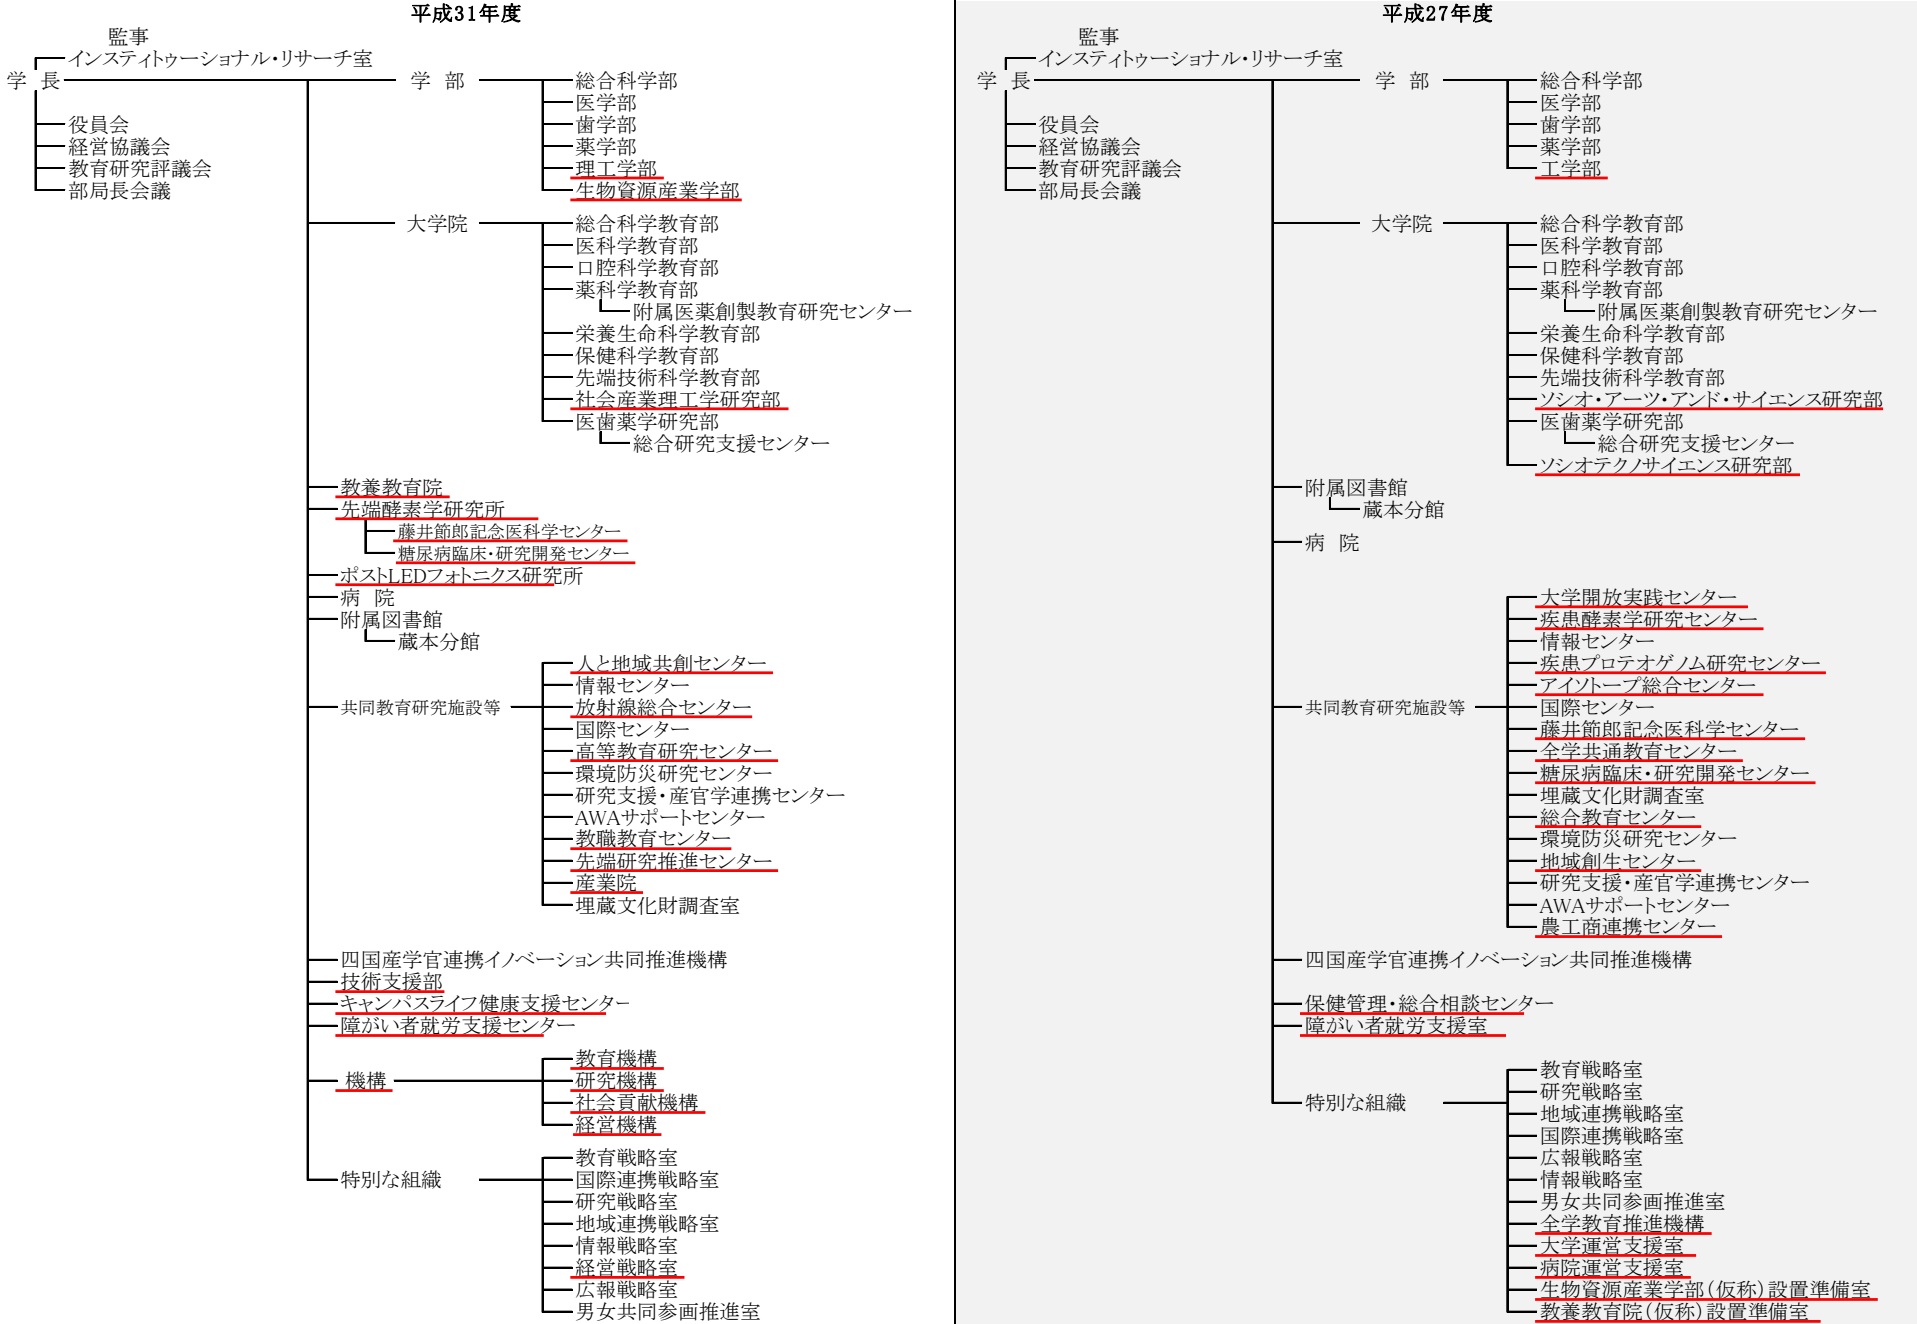 平成31年度
監事
インスティトゥーショナル・リサーチ室
学 長
学 部
総合科学部
医学部
歯学部
薬学部
理工学部
生物資源産業学部
役員会
経営協議会
教育研究評議会
部局長会議
大学院
総合科学教育部
医科学教育部
口腔科学教育部
薬科学教育部
附属医薬創製教育研究センター
栄養生命科学教育部
保健科学教育部
先端技術科学教育部
社会産業理工学研究部
医歯薬学研究部
総合研究支援センター
教養教育院
先端酵素学研究所
藤井節郎記念医科学センター
糖尿病臨床・研究開発センター
ポストLEDフォトニクス研究所
病 院
附属図書館
蔵本分館
共同教育研究施設等
人と地域共創センター
情報センター
放射線総合センター
国際センター
高等教育研究センター
環境防災研究センター
研究支援・産官学連携センター
AWAサポートセンター
教職教育センター
先端研究推進センター
産業院
埋蔵文化財調査室
四国産学官連携イノベーション共同推進機構
技術支援部
キャンパスライフ健康支援センター
障がい者就労支援センター
機構
教育機構
研究機構
社会貢献機構
経営機構
特別な組織
教育戦略室
国際連携戦略室
研究戦略室
地域連携戦略室
情報戦略室
経営戦略室
広報戦略室
男女共同参画推進室
平成27年度
監事
インスティトゥーショナル・リサーチ室
学 長
学 部
総合科学部
医学部
歯学部
薬学部
工学部
役員会
経営協議会
教育研究評議会
部局長会議
大学院
総合科学教育部
医科学教育部
口腔科学教育部
薬科学教育部
附属医薬創製教育研究センター
栄養生命科学教育部
保健科学教育部
先端技術科学教育部
ソシオ・アーツ・アンド・サイエンス研究部
医歯薬学研究部
総合研究支援センター
ソシオテクノサイエンス研究部
附属図書館
蔵本分館
病 院
共同教育研究施設等
大学開放実践センター
疾患酵素学研究センター
情報センター
疾患プロテオゲノム研究センター
アイソトープ総合センター
国際センター
藤井節郎記念医科学センター
全学共通教育センター
糖尿病臨床・研究開発センター
埋蔵文化財調査室
総合教育センター
環境防災研究センター
地域創生センター
研究支援・産官学連携センター
AWAサポートセンター
農工商連携センター
四国産学官連携イノベーション共同推進機構
保健管理・総合相談センター
障がい者就労支援室
特別な組織
教育戦略室
研究戦略室
地域連携戦略室
国際連携戦略室
広報戦略室
情報戦略室
男女共同参画推進室
全学教育推進機構
大学運営支援室
病院運営支援室
生物資源産業学部(仮称)設置準備室
教養教育院(仮称)設置準備室